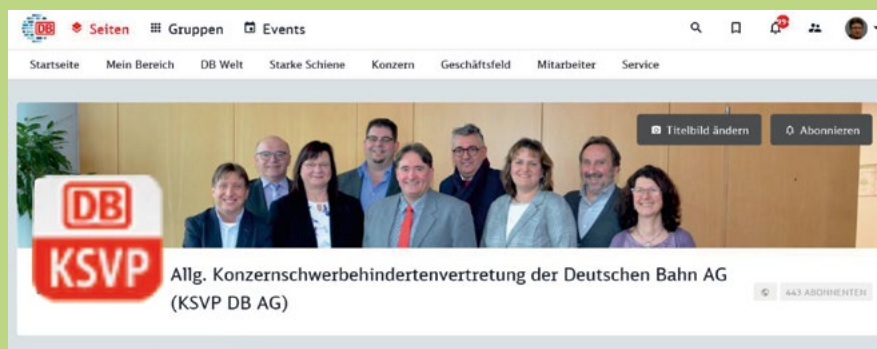 DB Seiten Gruppen Events
Startseite Mein Bereich DB Welt Starke Schiene Konzern Geschäftsfeld Mitarbeiter Service
Titelbild ändern Abonnieren
DB
KSVP
Allg. Konzernschwerbehindertenvertretung der Deutschen Bahn AG
(KSVP DB AG)
443 ABONNENTEN